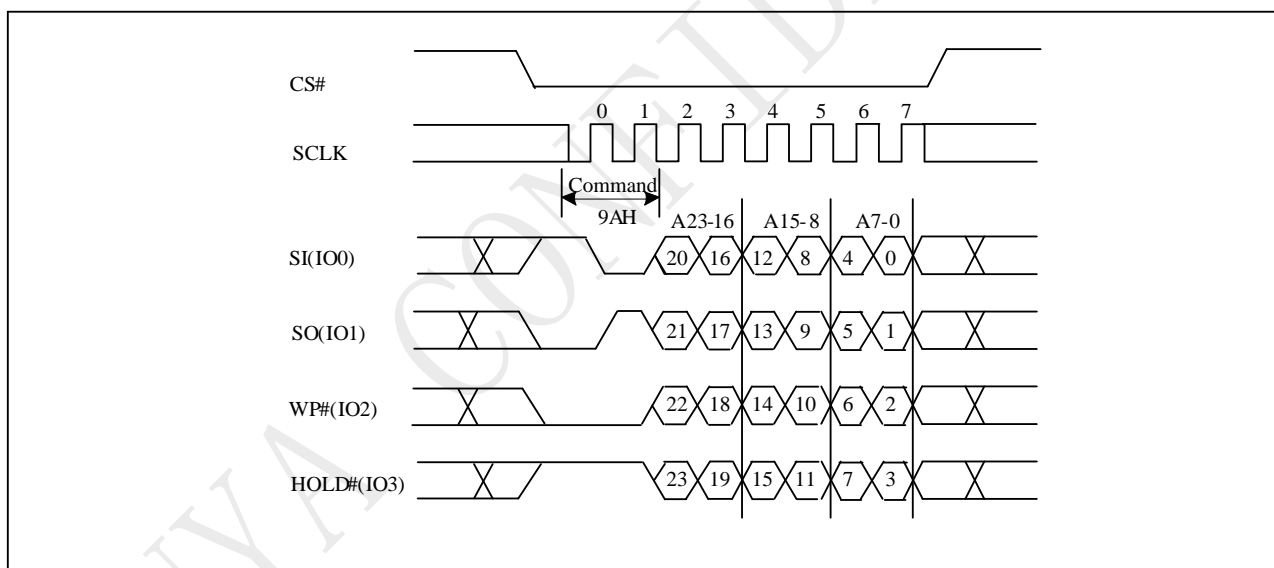 CS#
0 1 2 3 4 5 6 7
SCLK
Command
9AH
A23-16 A15-8 A7-0
SI(IO0) 20 16 12 8 4 0
SO(IO1) 21 17 13 9 5 1
WP#(IO2) 22 18 14 10 6 2
HOLD#(IO3) 23 19 15 11 7 3